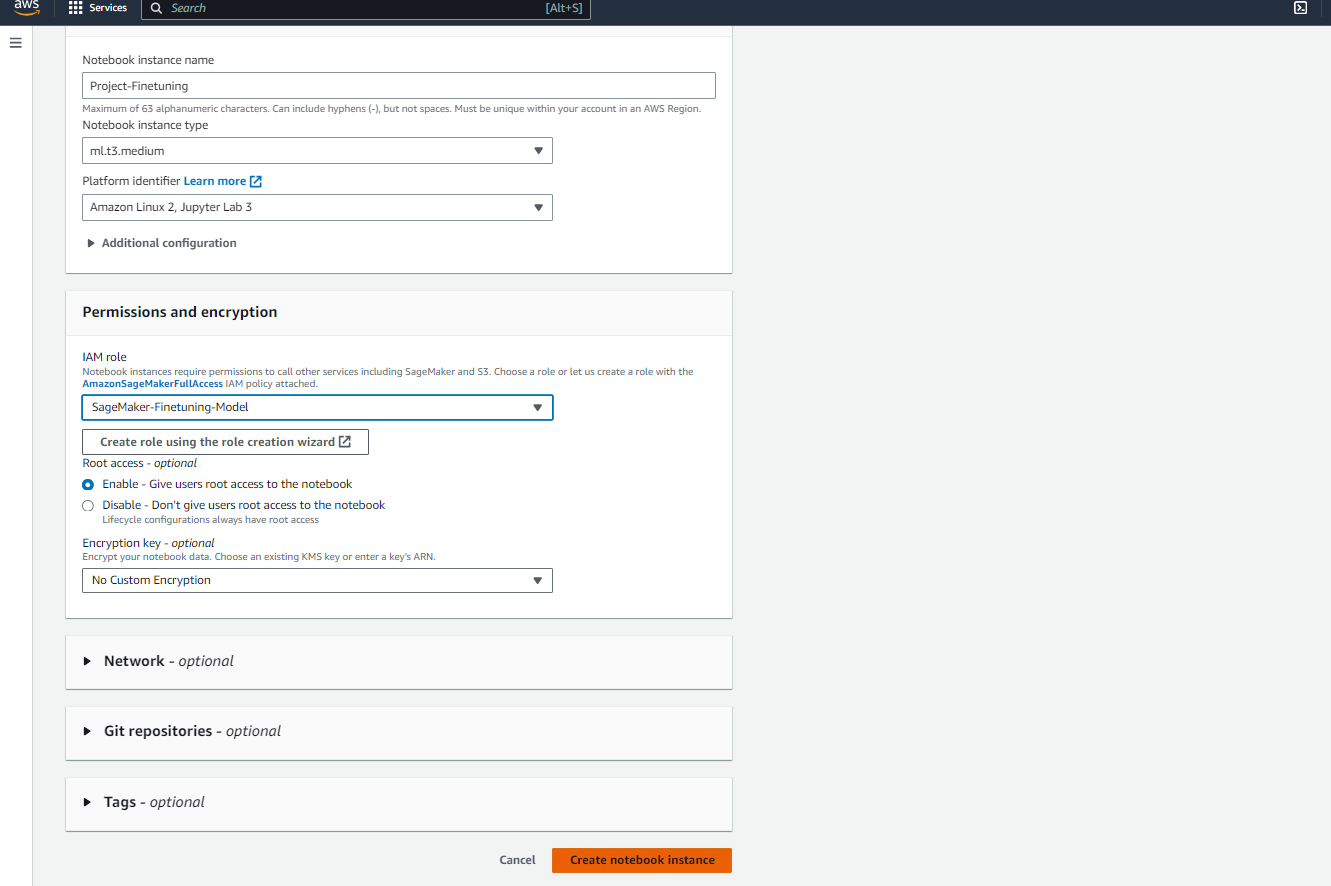 aws
Services
Search
[Alt+S]
Notebook instance name
Project-Finetuning
Maximum of 63 alphanumeric characters. Can include hyphens (-), but not spaces. Must be unique within your account in an AWS Region.
Notebook instance type
ml.t3.medium
Platform identifier Learn more
Amazon Linux 2, Jupyter Lab 3
Additional configuration
Permissions and encryption
IAM role
Notebook instances require permissions to call other services including SageMaker and S3. Choose a role or let us create a role with the
AmazonSageMakerFullAccess IAM policy attached.
SageMaker-Finetuning-Model
Create role using the role creation wizard
Root access - optional
Enable - Give users root access to the notebook
Disable - Don't give users root access to the notebook
Lifecycle configurations always have root access
Encryption key - optional
Encrypt your notebook data. Choose an existing KMS key or enter a key's ARN.
No Custom Encryption
Network - optional
Git repositories - optional
Tags - optional
Cancel
Create notebook instance